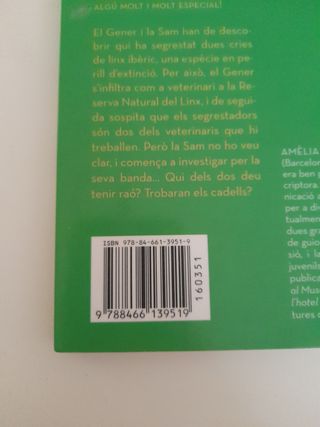 ALGÚ MOLT I MOLT ESPECIAL!
El Gener i la Sam han de desco-
brir qui ha segrestat dues cries
de linx ibèric, una espècie en pe-
rill d'extinció. Per això, el Gener
s'infiltra com a veterinari a la Re-
serva Natural del Linx, i de segui-
da sospita que els segrestadors
són dos dels veterinaris que hi
treballen. Però la Sam no ho veu
clar, i comença a investigar per la
seva banda... Qui dels dos deu
tenir raó? Trobaran els cadells?
ISBN 978-84-661-3951-9
9 788466 139519
160351
AMÈLIA
(Barcelon
era ben p
criptora.
nicació a
per a div
tualment
dues gra
de guio
sió, i la
juvenils
publica
al Muse
l'hotel
tures d